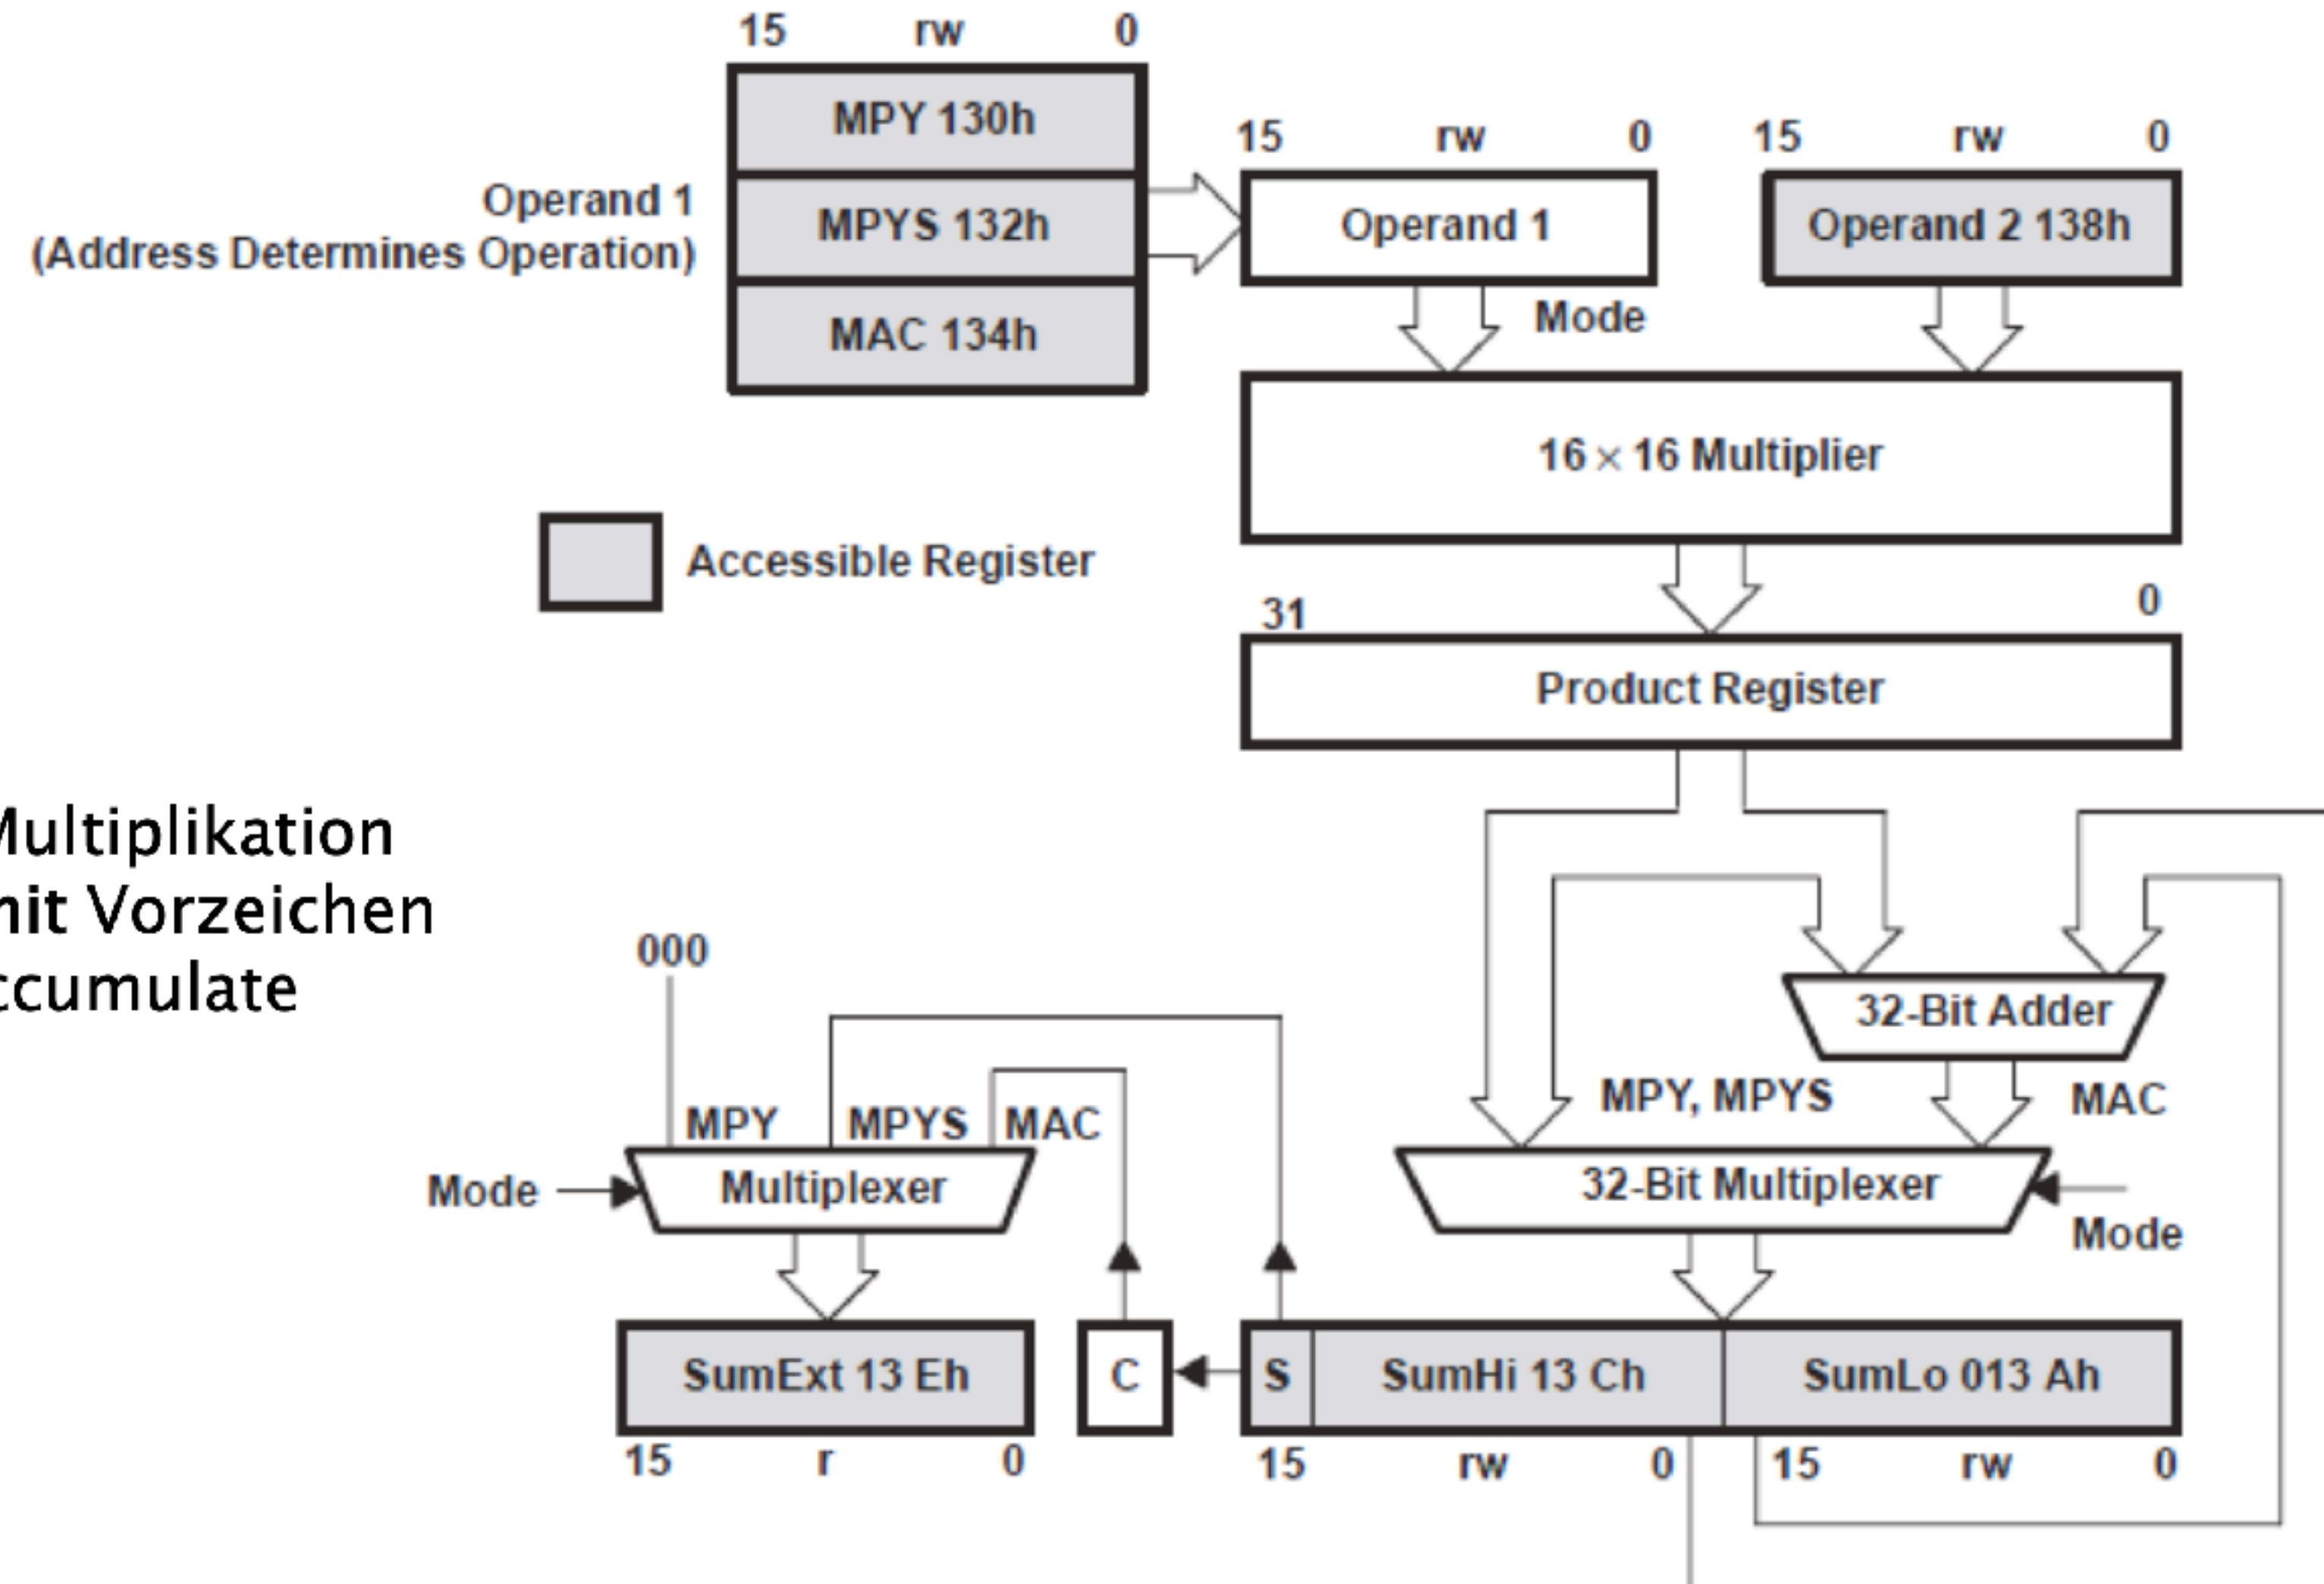 15 rw 0
MPY 130h
15 rw 0
15 rw 0
Operand 1
(Address Determines Operation)
MPYS 132h
Operand 1
Operand 2 138h
MAC 134h
Mode
16 × 16 Multiplier
Accessible Register
31 0
Product Register
Multiplikation
mit Vorzeichen
ccumulate
000
32-Bit Adder
MPY MPYS MAC
MPY, MPYS
MAC
Mode
Multiplexer
32-Bit Multiplexer
Mode
SumExt 13 Eh
C
S
SumHi 13 Ch
SumLo 013 Ah
15 r 0
15 rw 0
15 rw 0